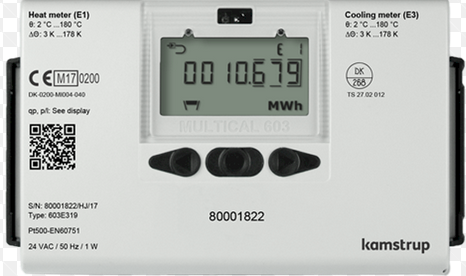 Heat meter (E1)
θ: 2 °C ...180 °C
ΔΘ: 3 K ...178 K
Cooling meter (E3)
θ: 2 °C ...180 °C
ΔΘ: 3 K ...178 K
E 1
0010.679
MWh
CE M17 0200
DK-0200-MI004-040
DK
268
TS 27.02 012
qp, p/l: See display
MULTICAL 603
S/N: 80001822/HJ/17
Type: 603E319
Pt500-EN60751
24 VAC / 50 Hz / 1 W
80001822
kamstrup